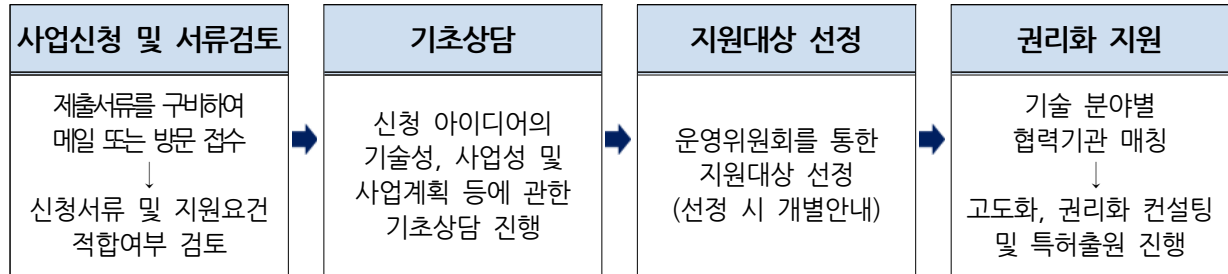 사업신청 및 서류검토
제출서류를 구비하여
메일 또는 방문 접수
↓
신청서류 및 지원요건
적합여부 검토
기초상담
신청 아이디어의
기술성, 사업성 및
사업계획 등에 관한
기초상담 진행
지원대상 선정
운영위원회를 통한
지원대상 선정
(선정 시 개별안내)
권리화 지원
기술 분야별
협력기관 매칭
↓
고도화, 권리화 컨설팅
및 특허출원 진행